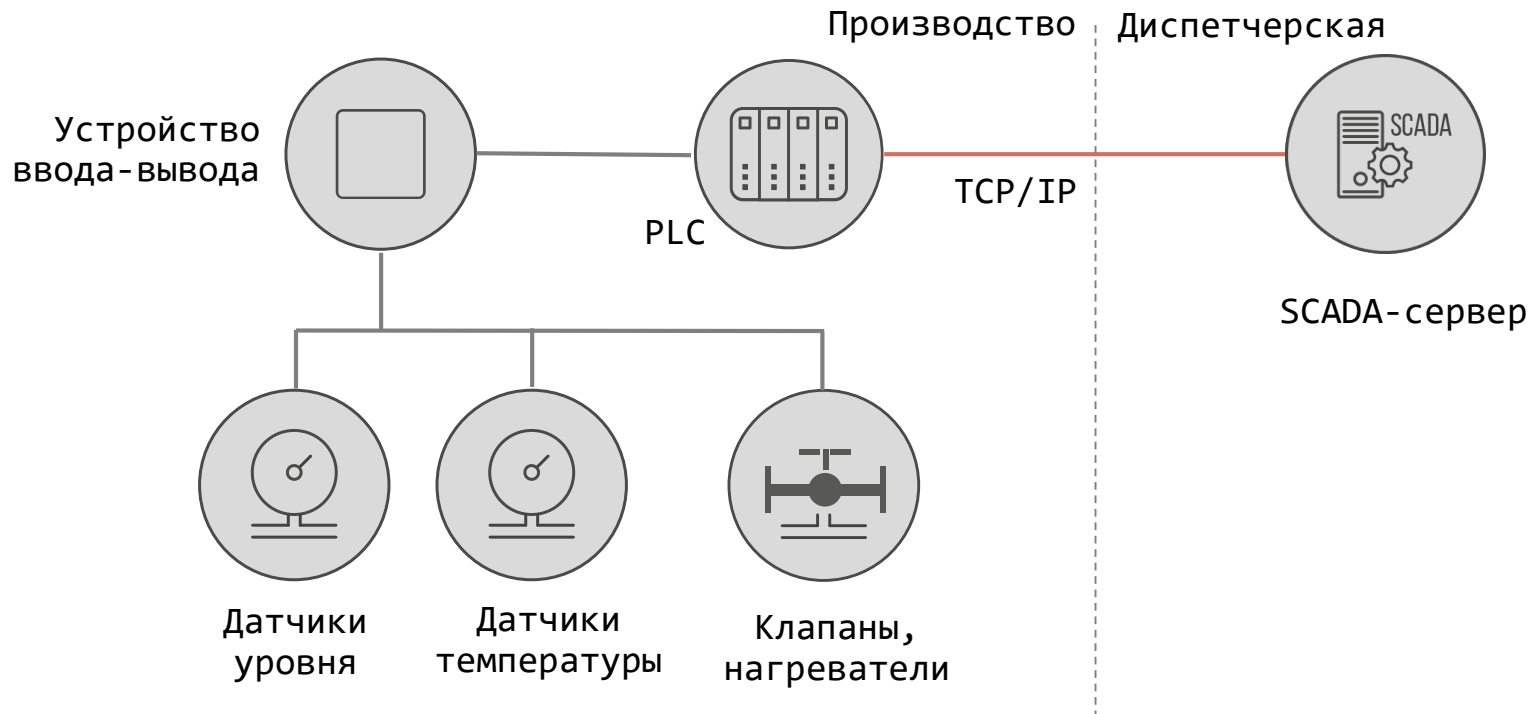 Производство
Диспетчерская
Устройство
ввода-вывода
SCADA
TCP/IP
PLC
SCADA-сервер
Датчики
уровня
Датчики
температуры
Клапаны,
нагреватели